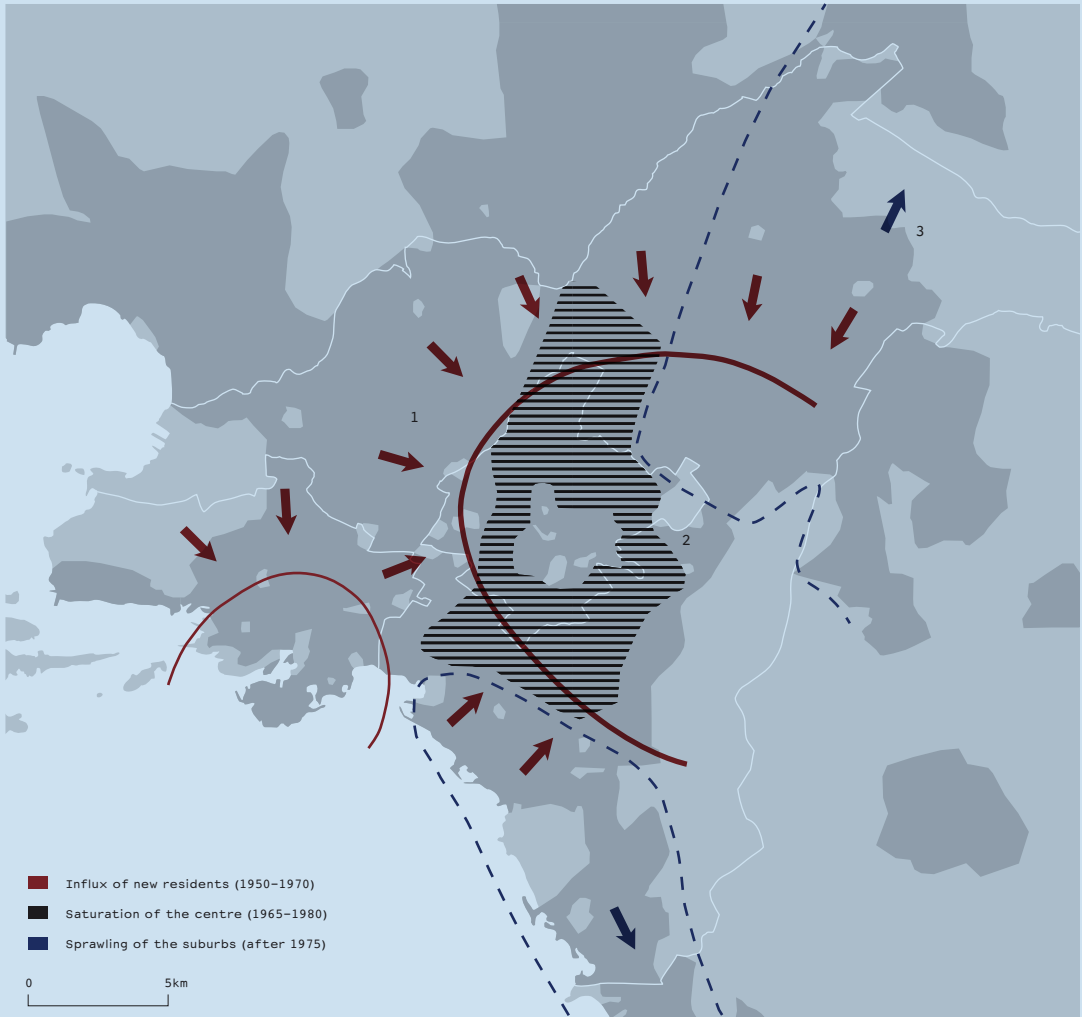 3
1
2
Influx of new residents (1950–1970)
Saturation of the centre (1965–1980)
Sprawling of the suburbs (after 1975)
0 5km